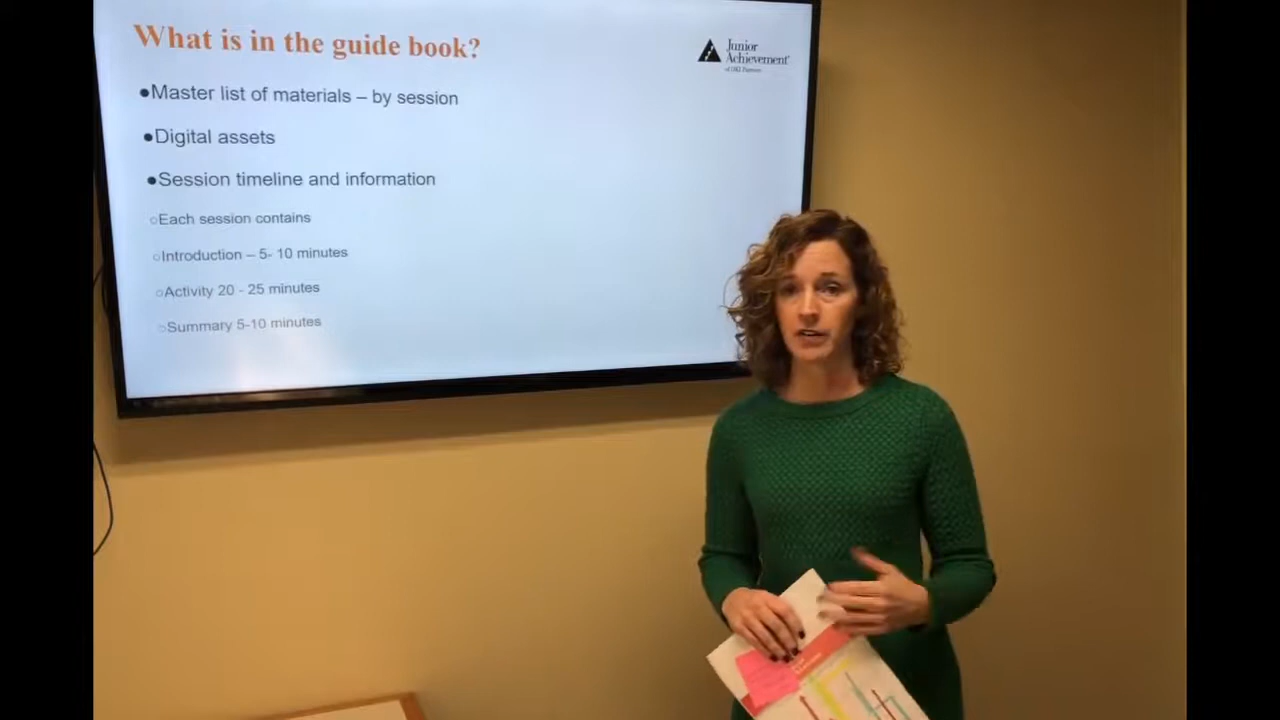 What is in the guide book?
Junior
Achievement®
●Master list of materials – by session
●Digital assets
●Session timeline and information
○Each session contains
○Introduction – 5- 10 minutes
○Activity 20 - 25 minutes
○Summary 5-10 minutes